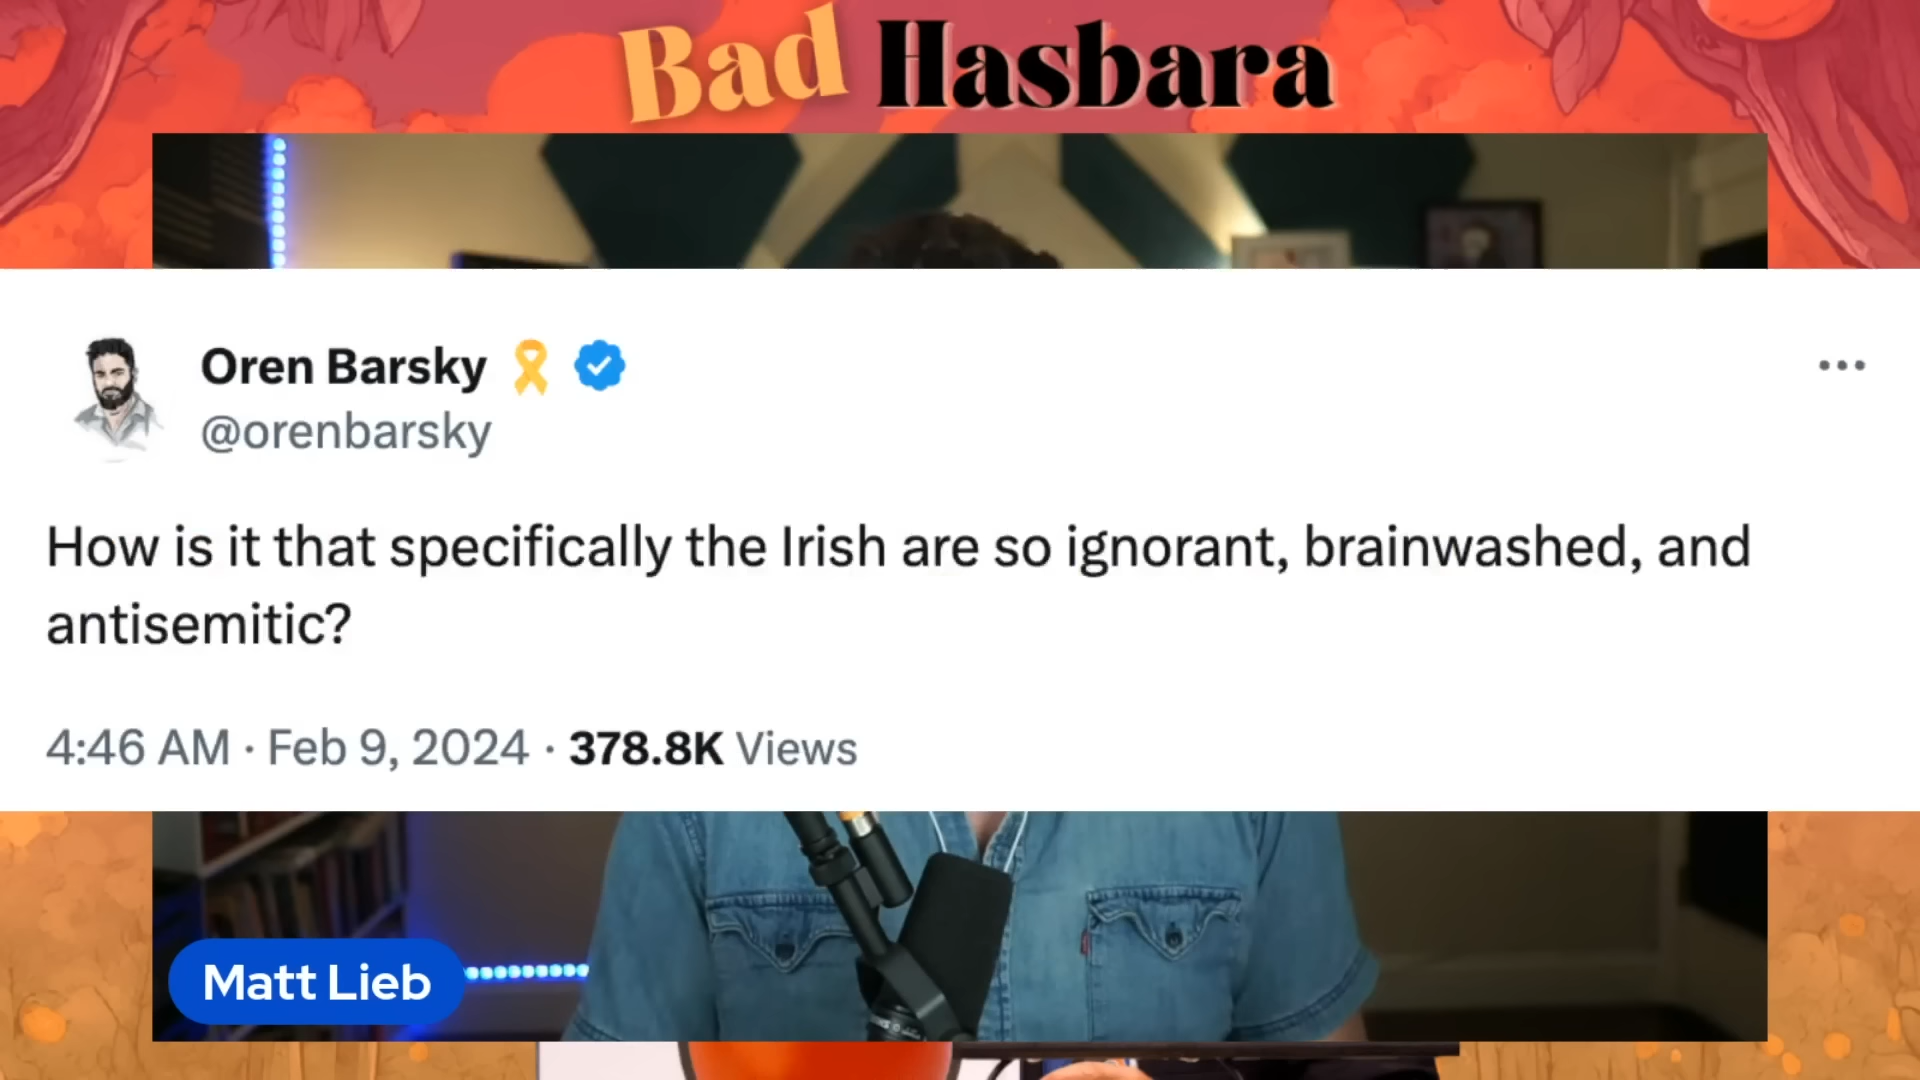 Bad Hasbara
Oren Barsky
@orenbarsky
How is it that specifically the Irish are so ignorant, brainwashed, and
antisemitic?
4:46 AM · Feb 9, 2024 · 378.8K Views
Matt Lieb